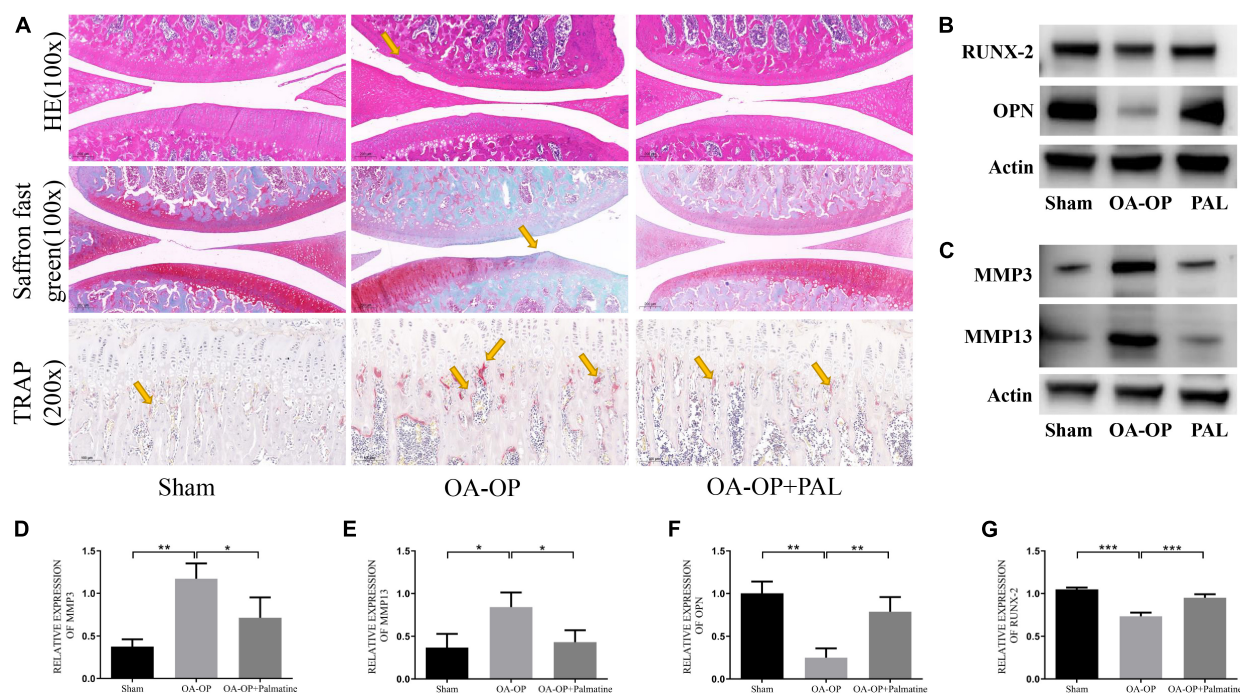 A
HE(100x)
Saffron fast
green(100x)
TRAP
(200x)
Sham
OA-OP
OA-OP+PAL
B
RUNX-2
OPN
Actin
Sham
OA-OP
PAL
C
MMP3
MMP13
Actin
Sham
OA-OP
PAL
D
RELATIVE EXPRESSION
OF MMP3
1.5
1.0
0.5
0.0
**
*
Sham
OA-OP
OA-OP+Palmatine
E
RELATIVE EXPRESSION
OF MMP13
1.5
1.0
0.5
0.0
*
*
Sham
OA-OP
OA-OP+Palmatine
F
RELATIVE EXPRESSION
OF OPN
1.5
1.0
0.5
0.0
**
**
Sham
OA-OP
OA-OP+Palmatine
G
RELATIVE EXPRESSION
OF RUNX-2
1.5
1.0
0.5
0.0
***
***
Sham
OA-OP
OA-OP+Palmatine